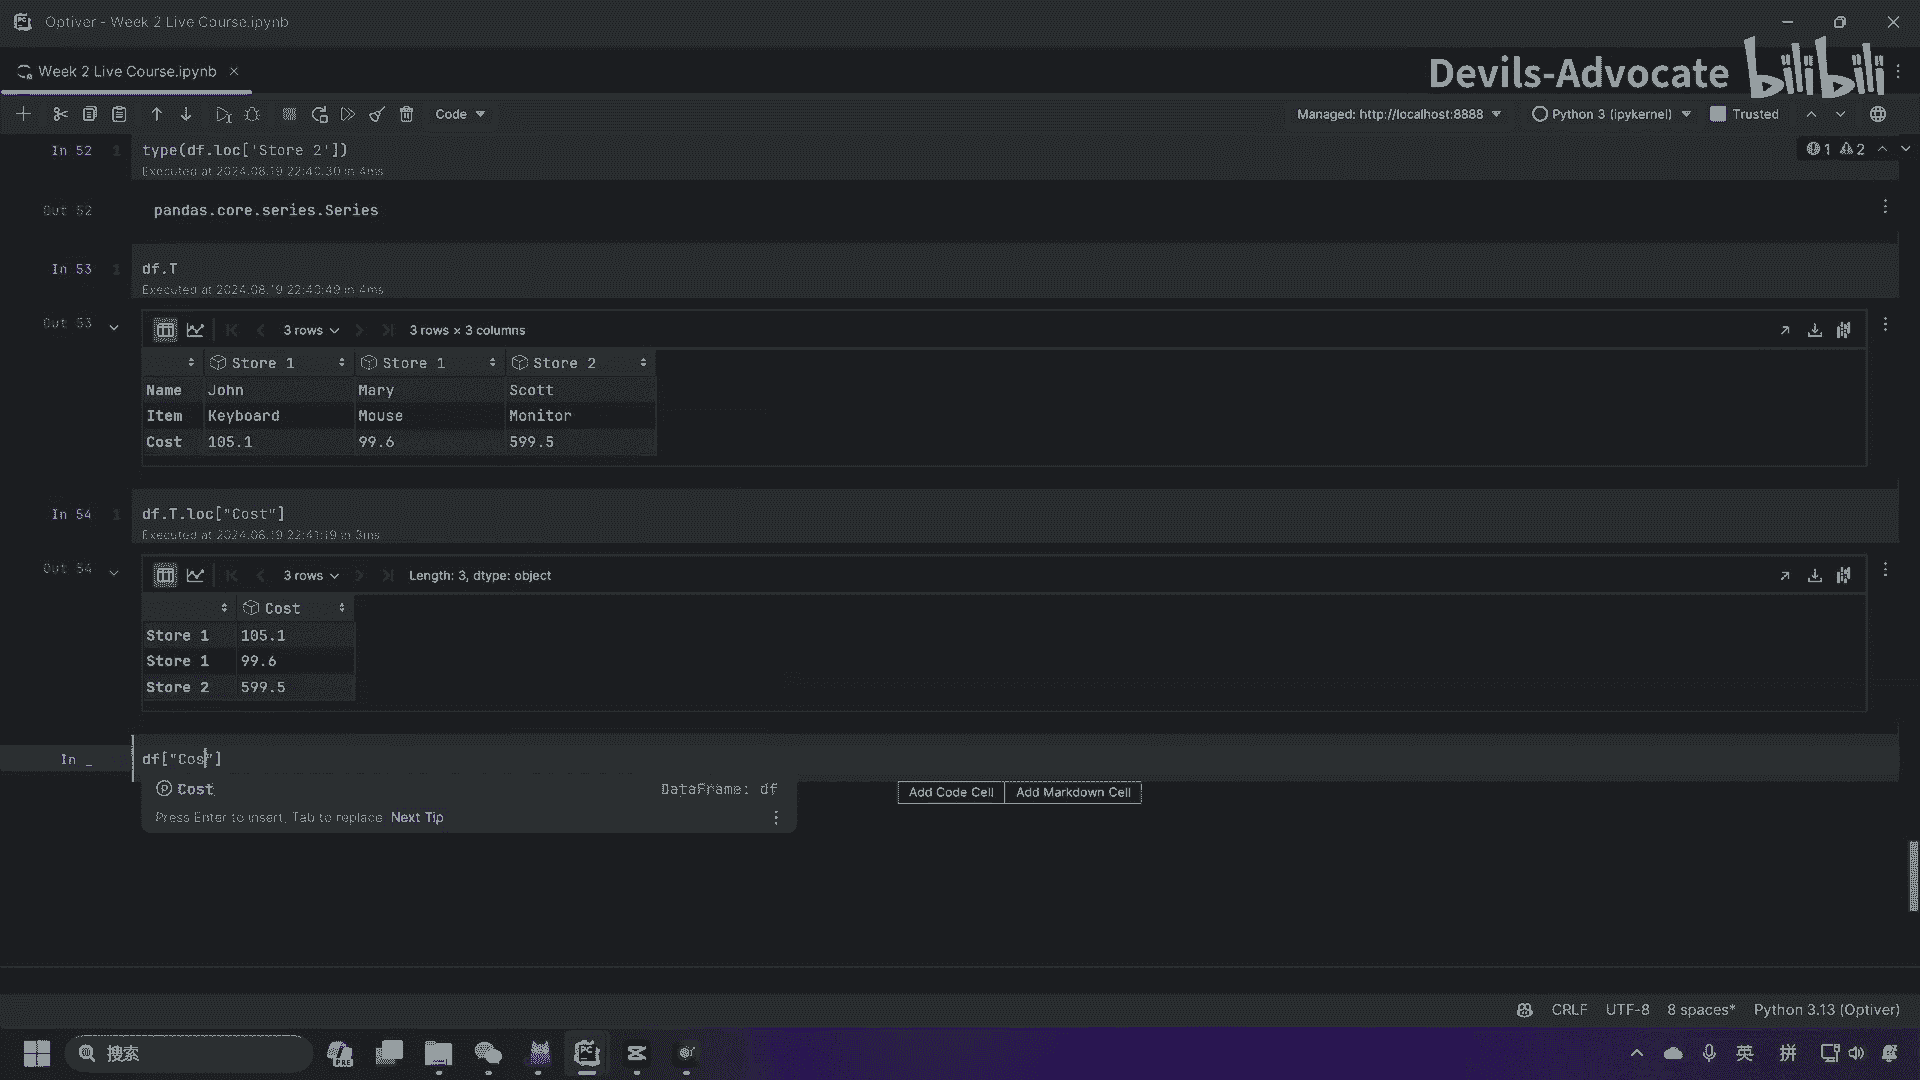 Optiver - Week 2 Live Course.ipynb
Week 2 Live Course.ipynb
Devils-Advocate bilibili
Code
Managed: http://localhost:8888
Python 3 (ipykernel)
Trusted
In 52 1 type(df.loc['Store 2'])
1 2
Executed at 2024.08.19 22:40:30 in 4ms
Out 52 pandas.core.series.Series
In 53 1 df.T
Executed at 2024.08.19 22:40:49 in 4ms
Out 53 3 rows 3 rows × 3 columns
Store 1 Store 1 Store 2
Name John Mary Scott
Item Keyboard Mouse Monitor
Cost 105.1 99.6 599.5
In 54 1 df.T.loc["Cost"]
Executed at 2024.08.19 22:41:19 in 3ms
Out 54 3 rows Length: 3, dtype: object
Cost
Store 1 105.1
Store 1 99.6
Store 2 599.5
In _ df["Cos"]
Cost DataFrame: df
Press Enter to insert, Tab to replace Next Tip
Add Code Cell Add Markdown Cell
CRLF UTF-8 8 spaces* Python 3.13 (Optiver)
搜索
PRE
PC
英 拼